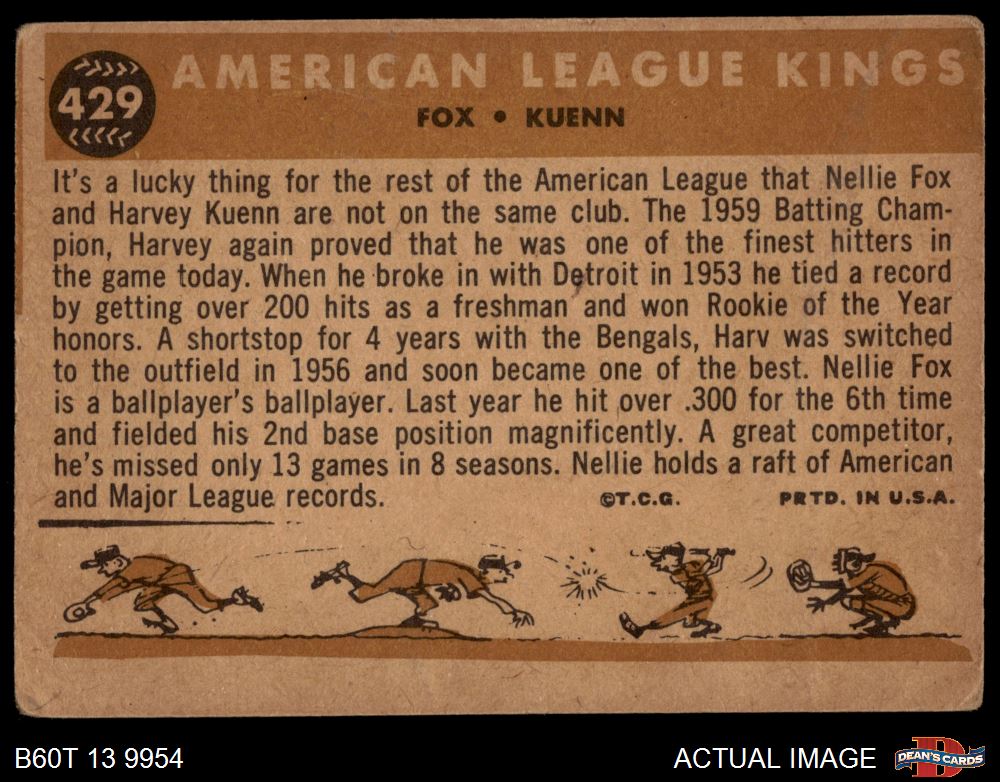 429
AMERICAN LEAGUE KINGS
FOX • KUENN
It's a lucky thing for the rest of the American League that Nellie Fox
and Harvey Kuenn are not on the same club. The 1959 Batting Cham-
pion, Harvey again proved that he was one of the finest hitters in
the game today. When he broke in with Detroit in 1953 he tied a record
by getting over 200 hits as a freshman and won Rookie of the Year
honors. A shortstop for 4 years with the Bengals, Harv was switched
to the outfield in 1956 and soon became one of the best. Nellie Fox
is a ballplayer's ballplayer. Last year he hit over .300 for the 6th time
and fielded his 2nd base position magnificently. A great competitor,
he's missed only 13 games in 8 seasons. Nellie holds a raft of American
and Major League records. ©T.C.G. PRTD. IN U.S.A.
B60T 13 9954 ACTUAL IMAGE D DEAN'S CARDS